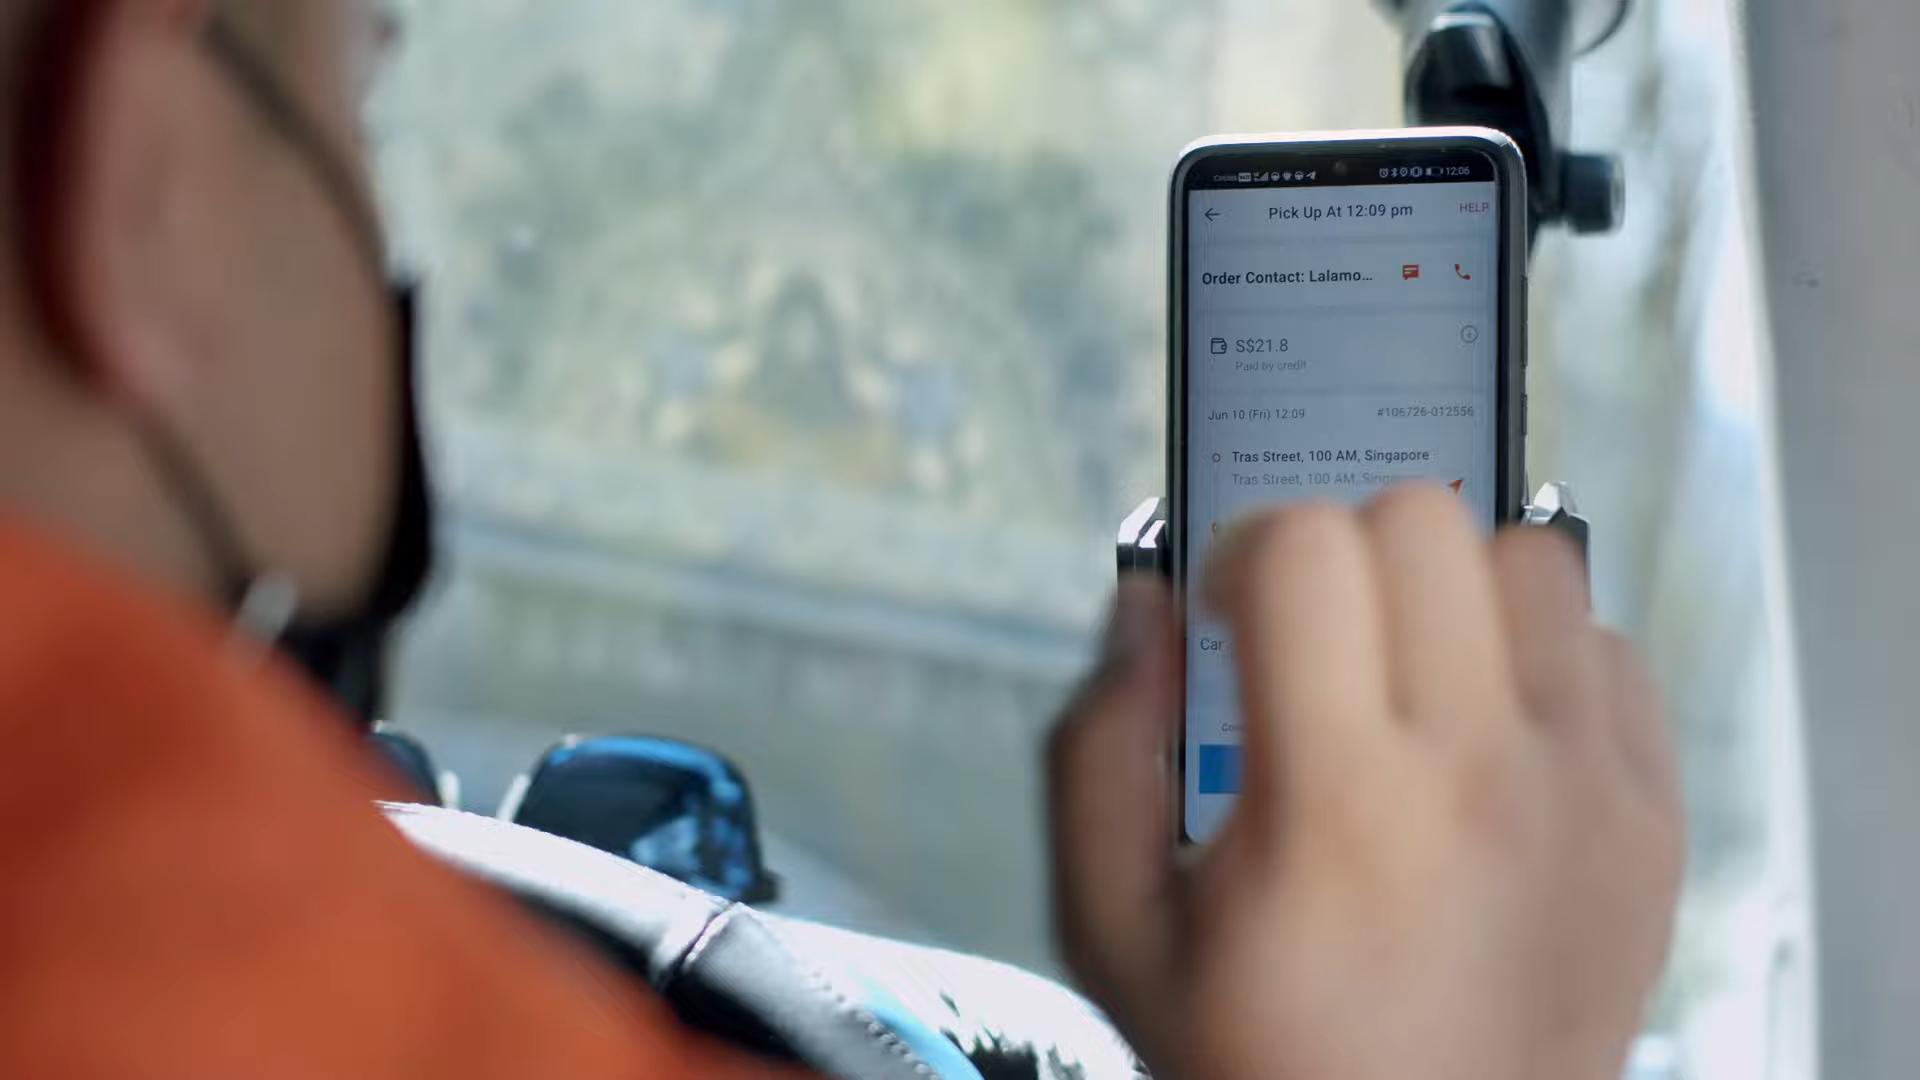 12:06
Pick Up At 12:09 pm
HELP
Order Contact: Lalamo...
S$21.8
Paid by credit
Jun 10 (Fri) 12:09
#106726-012556
Tras Street, 100 AM, Singapore
Tras Street, 100 AM,
Car